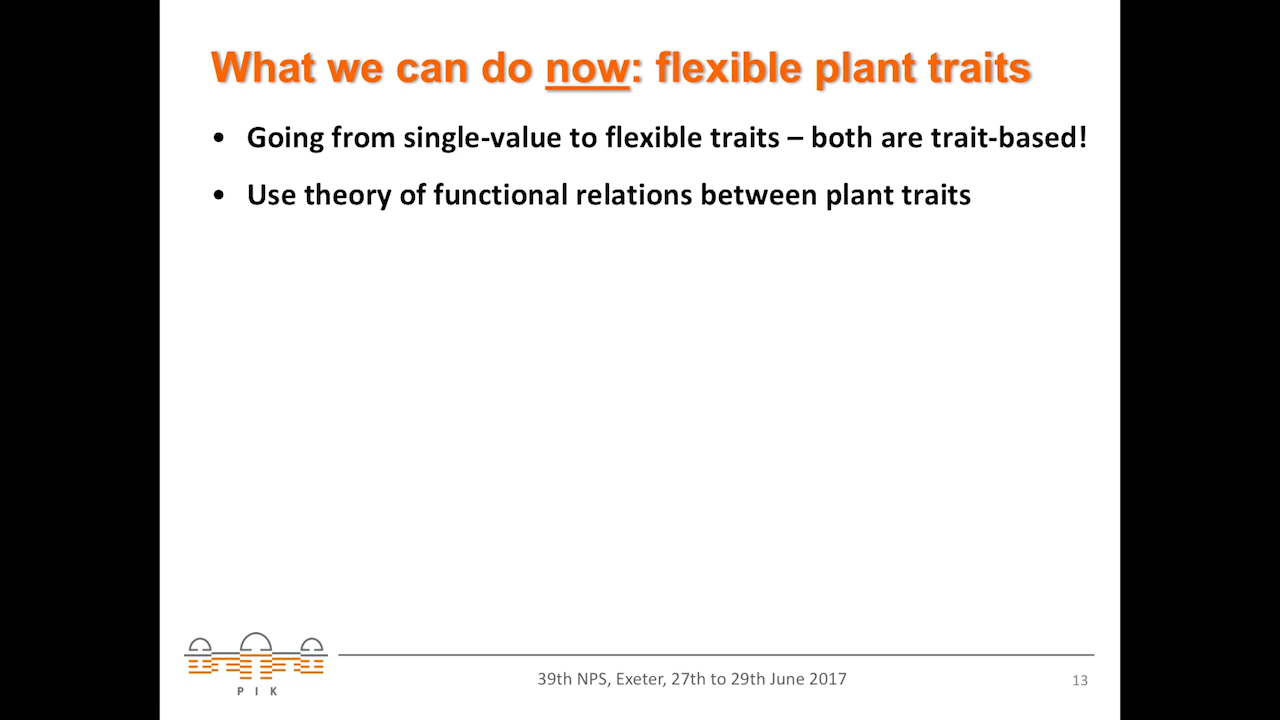 What we can do now: flexible plant traits
• Going from single-value to flexible traits – both are trait-based!
• Use theory of functional relations between plant traits
P I K
39th NPS, Exeter, 27th to 29th June 2017
13